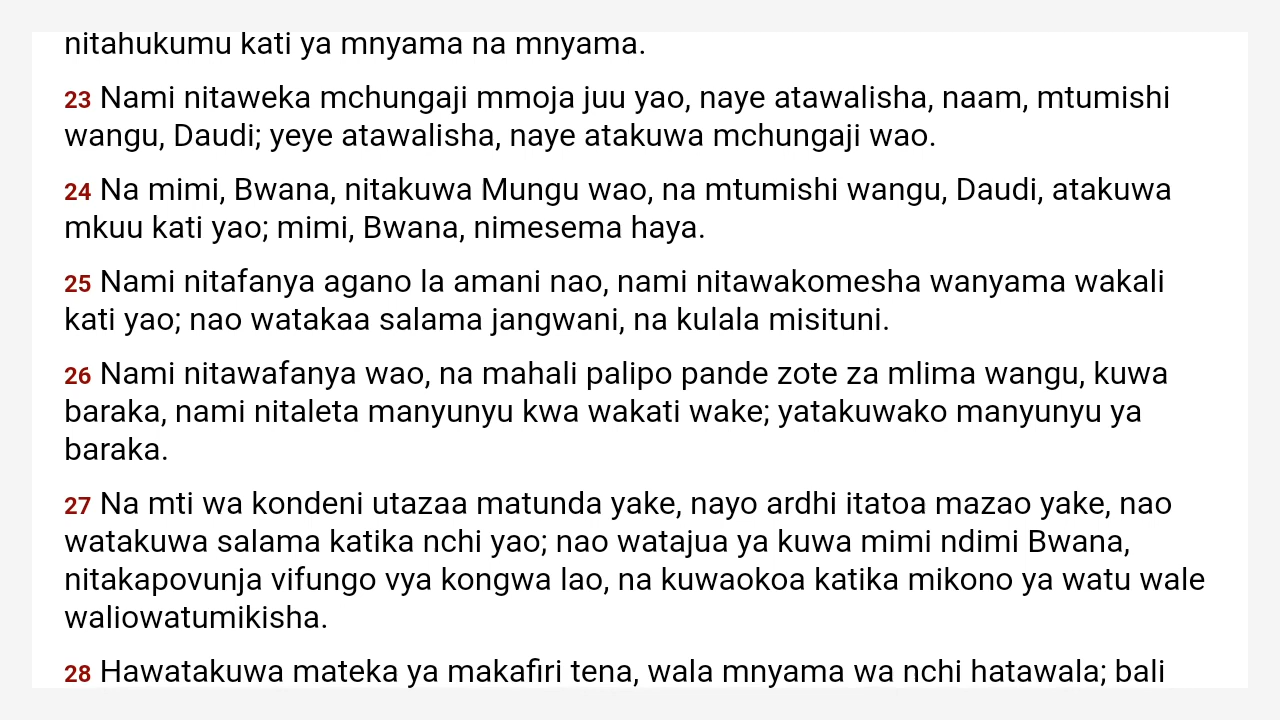 nitahukumu kati ya mnyama na mnyama.
23 Nami nitaweka mchungaji mmoja juu yao, naye atawalisha, naam, mtumishi
wangu, Daudi; yeye atawalisha, naye atakuwa mchungaji wao.
24 Na mimi, Bwana, nitakuwa Mungu wao, na mtumishi wangu, Daudi, atakuwa
mkuu kati yao; mimi, Bwana, nimesema haya.
25 Nami nitafanya agano la amani nao, nami nitawakomesha wanyama wakali
kati yao; nao watakaa salama jangwani, na kulala misituni.
26 Nami nitawafanya wao, na mahali palipo pande zote za mlima wangu, kuwa
baraka, nami nitaleta manyunyu kwa wakati wake; yatakuwako manyunyu ya
baraka.
27 Na mti wa kondeni utazaa matunda yake, nayo ardhi itatoa mazao yake, nao
watakuwa salama katika nchi yao; nao watajua ya kuwa mimi ndimi Bwana,
nitakapovunja vifungo vya kongwa lao, na kuwaokoa katika mikono ya watu wale
waliowatumikisha.
28 Hawatakuwa mateka ya makafiri tena, wala mnyama wa nchi hatawala; bali